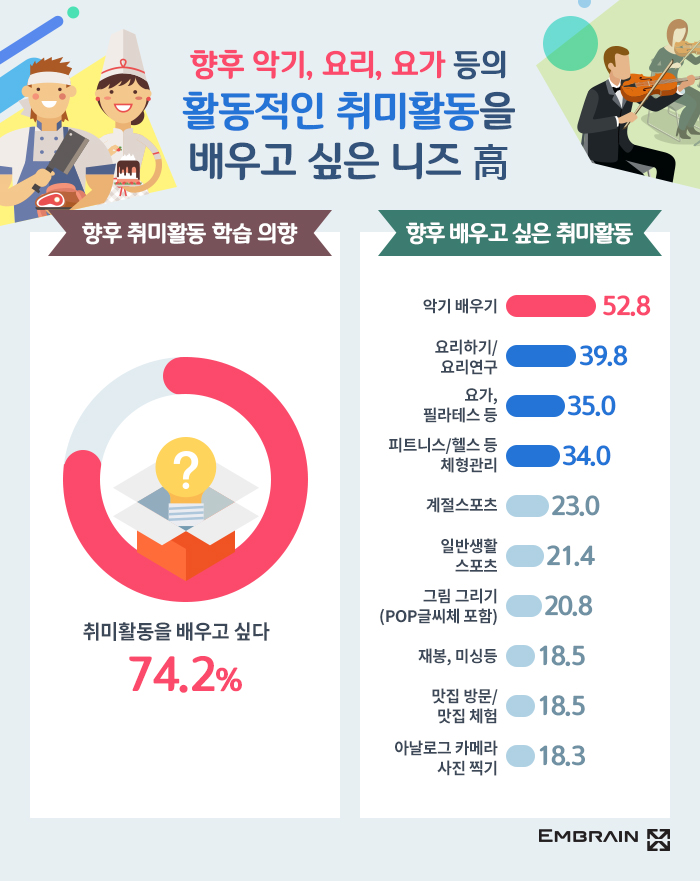 향후 악기, 요리, 요가 등의
활동적인 취미활동을
배우고 싶은 니즈 高
향후 취미활동 학습 의향
?
취미활동을 배우고 싶다
74.2%
향후 배우고 싶은 취미활동
악기 배우기 52.8
요리하기/
요리연구 39.8
요가,
필라테스 등 35.0
피트니스/헬스 등
체형관리 34.0
계절스포츠 23.0
일반생활
스포츠 21.4
그림 그리기
(POP글씨체 포함) 20.8
재봉, 미싱등 18.5
맛집 방문/
맛집 체험 18.5
아날로그 카메라
사진 찍기 18.3
EMBRAIN